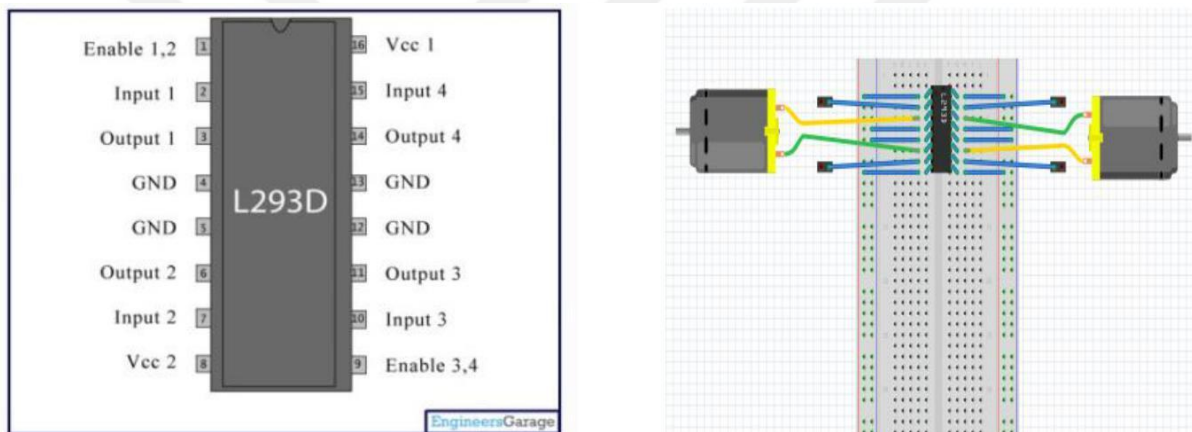 Enable 1,2 1 16 Vcc 1
Input 1 2 15 Input 4
Output 1 3 14 Output 4
GND 4 13 GND
L293D
GND 5 12 GND
Output 2 6 11 Output 3
Input 2 7 10 Input 3
Vcc 2 8 9 Enable 3,4
EngineersGarage
L293D